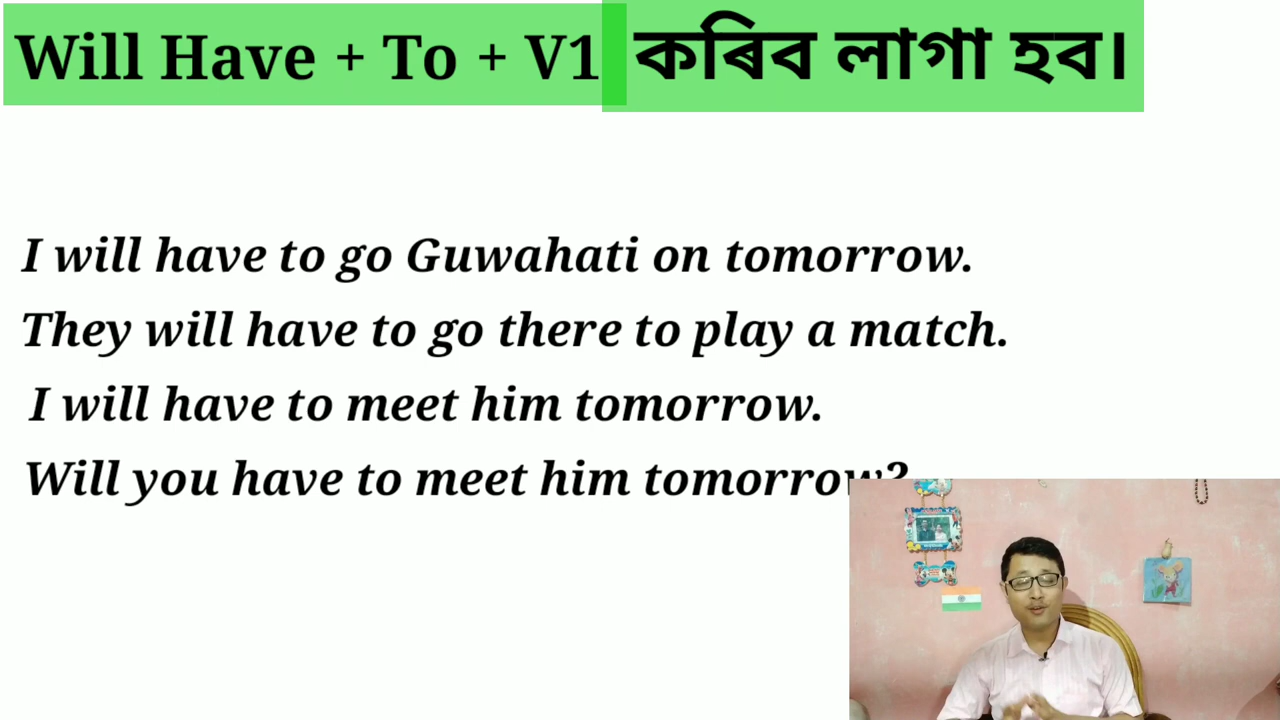 Will Have + To + V1 কৰিব লাগা হব।
I will have to go Guwahati on tomorrow.
They will have to go there to play a match.
I will have to meet him tomorrow.
Will you have to meet him tomorrow?